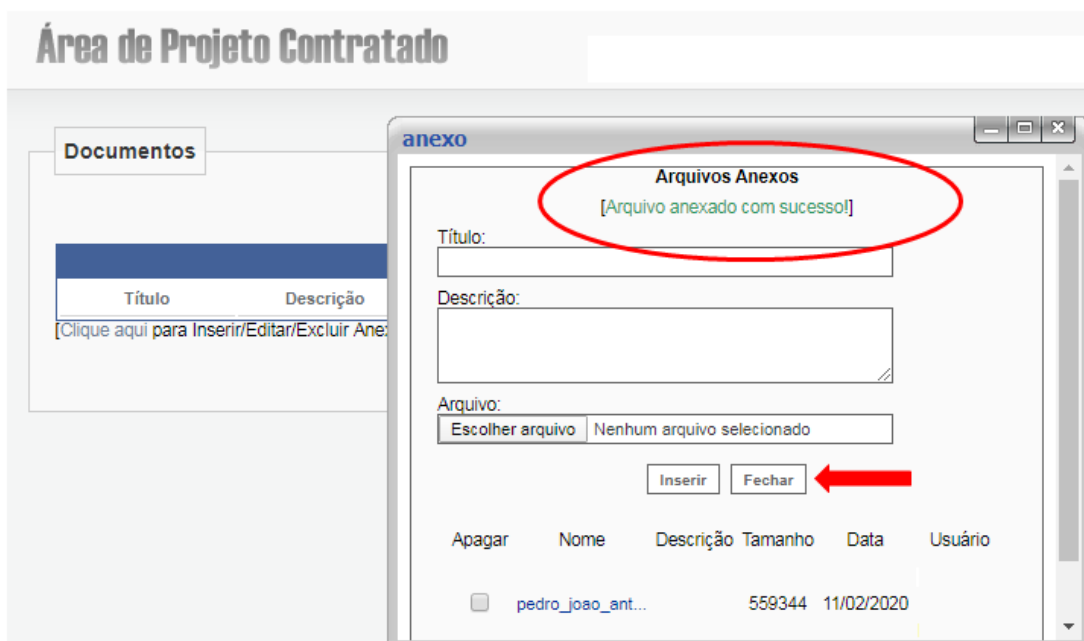 Área de Projeto Contratado
Documentos
Título Descrição
[Clique aqui para Inserir/Editar/Excluir Ane
anexo
Arquivos Anexos
[Arquivo anexado com sucesso!]
Título:
Descrição:
Arquivo:
Escolher arquivo Nenhum arquivo selecionado
Inserir Fechar
Apagar Nome Descrição Tamanho Data Usuário
pedro_joao_ant... 559344 11/02/2020